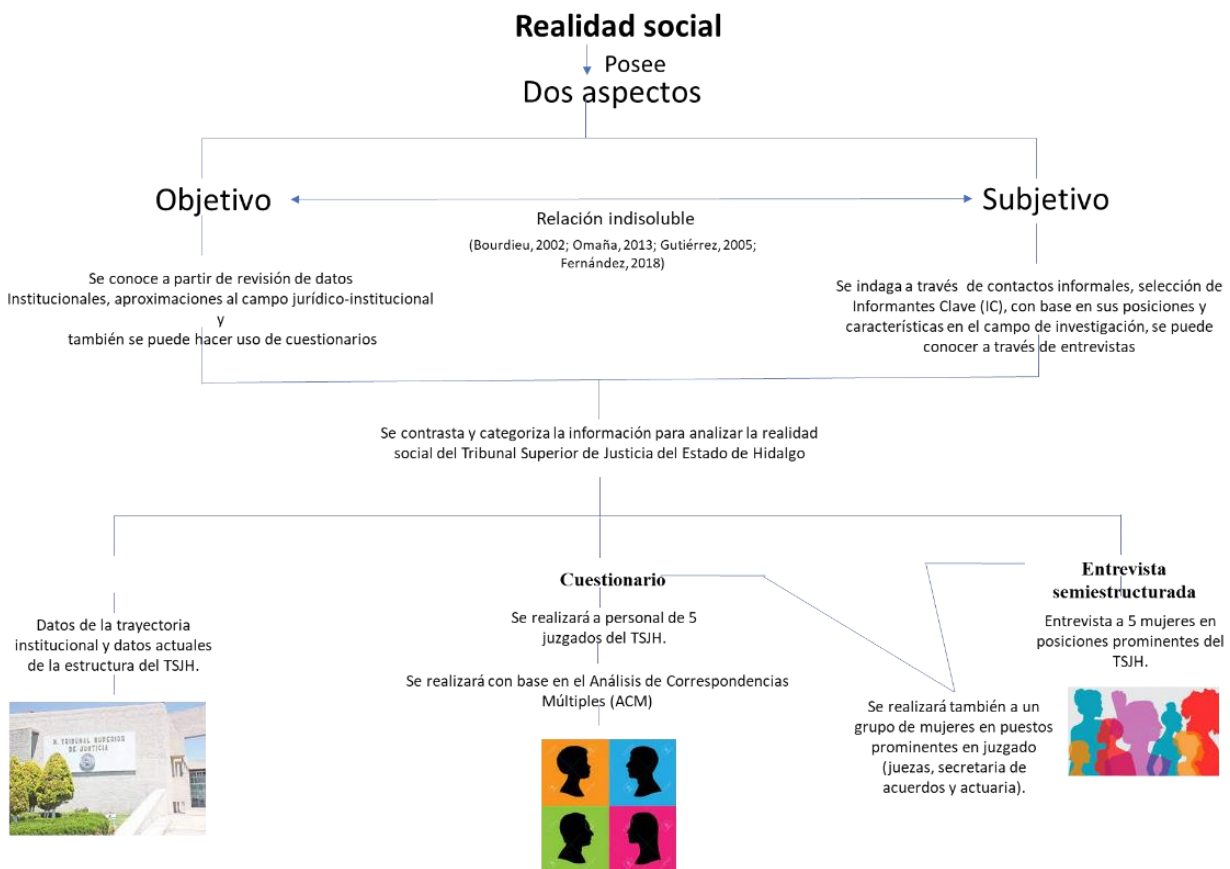 Realidad social
Posee
Dos aspectos
Objetivo
Subjetivo
Relación indisoluble
(Bourdieu, 2002; Omaña, 2013; Gutiérrez, 2005;
Fernández, 2018)
Se conoce a partir de revisión de datos
Institucionales, aproximaciones al campo jurídico-institucional
y
también se puede hacer uso de cuestionarios
Se indaga a través de contactos informales, selección de
Informantes Clave (IC), con base en sus posiciones y
características en el campo de investigación, se puede
conocer a través de entrevistas
Se contrasta y categoriza la información para analizar la realidad
social del Tribunal Superior de Justicia del Estado de Hidalgo
Datos de la trayectoria
institucional y datos actuales
de la estructura del TSJH.
H. TRIBUNAL SUPERIOR
DE JUSTICIA
Cuestionario
Se realizará a personal de 5
juzgados del TSJH.
Se realizará con base en el Análisis de Correspondencias
Múltiples (ACM)
Se realizará también a un
grupo de mujeres en puestos
prominentes en juzgado
(juezas, secretaria de
acuerdos y actuaria).
Entrevista
semiestructurada
Entrevista a 5 mujeres en
posiciones prominentes del
TSJH.